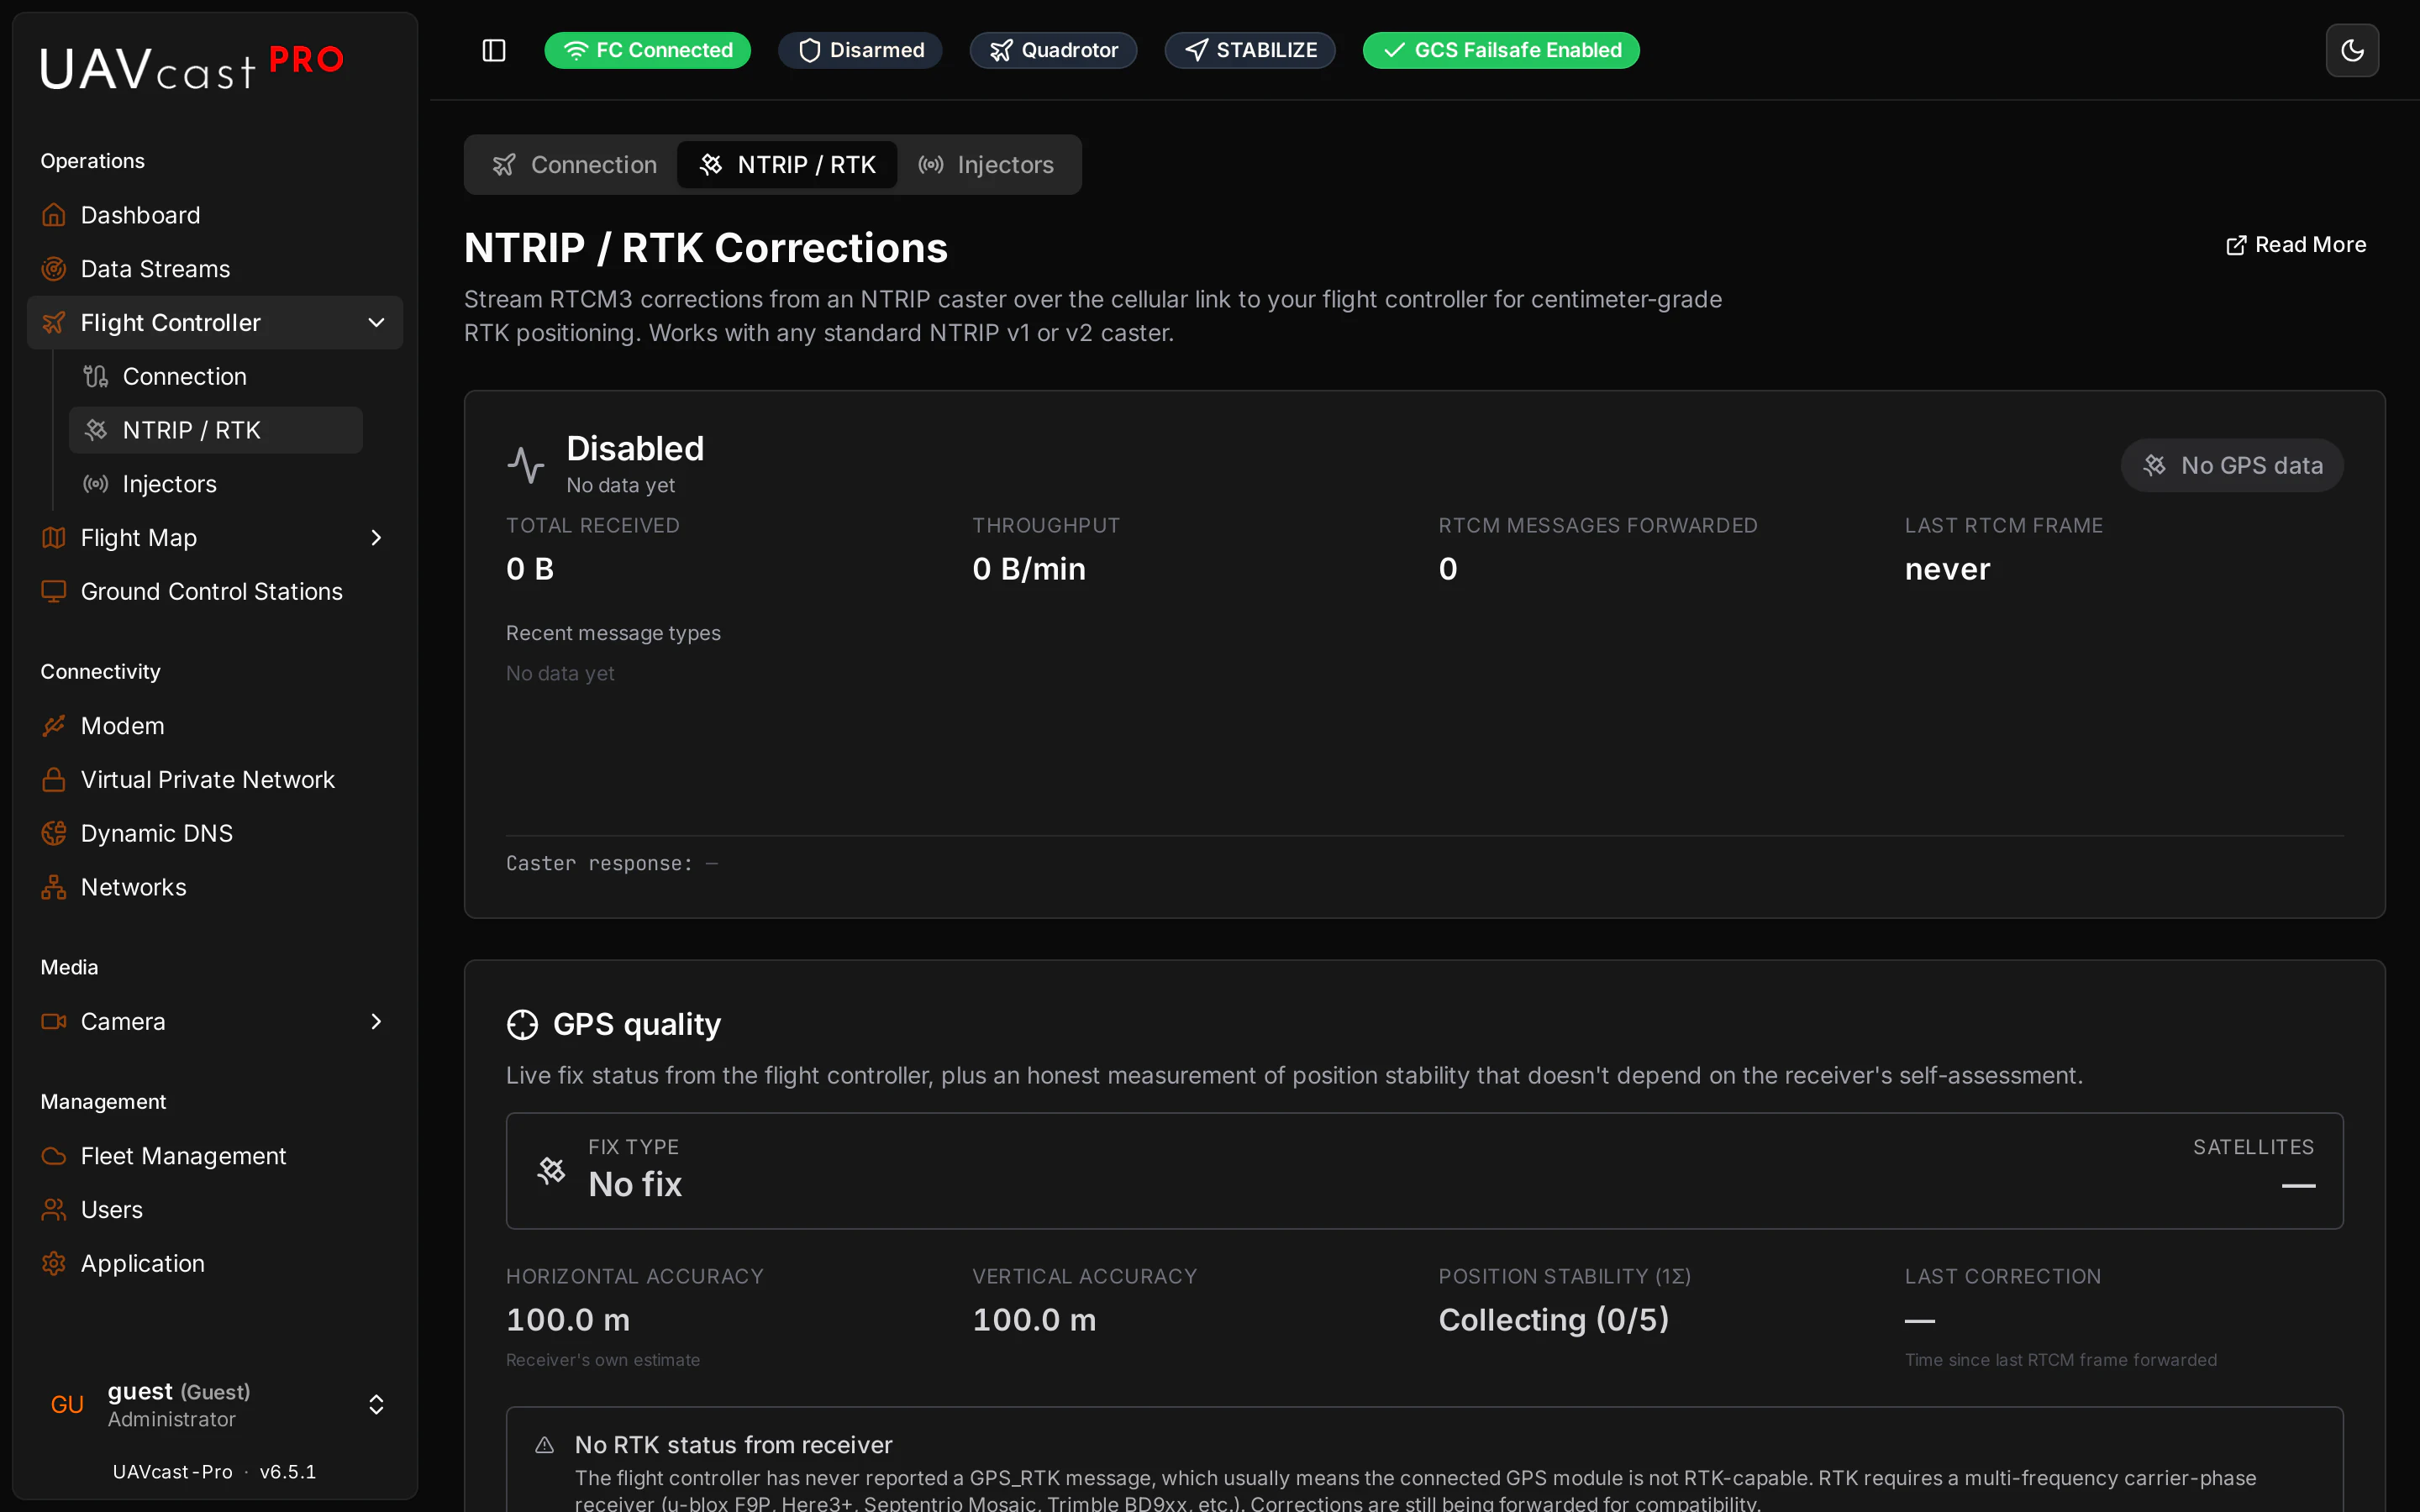 UAVcast PRO
Operations
Dashboard
Data Streams
Flight Controller
Connection
NTRIP / RTK
Injectors
Flight Map
Ground Control Stations
Connectivity
Modem
Virtual Private Network
Dynamic DNS
Networks
Media
Camera
Management
Fleet Management
Users
Application
GU
guest (Guest)
Administrator
UAVcast-Pro · v6.5.1
FC Connected
Disarmed
Quadrotor
STABILIZE
GCS Failsafe Enabled
Connection
NTRIP / RTK
Injectors
NTRIP / RTK Corrections
Read More
Stream RTCM3 corrections from an NTRIP caster over the cellular link to your flight controller for centimeter-grade
RTK positioning. Works with any standard NTRIP v1 or v2 caster.
Disabled
No data yet
No GPS data
TOTAL RECEIVED
0 B
THROUGHPUT
0 B/min
RTCM MESSAGES FORWARDED
0
LAST RTCM FRAME
never
Recent message types
No data yet
Caster response: —
GPS quality
Live fix status from the flight controller, plus an honest measurement of position stability that doesn't depend on the receiver's self-assessment.
FIX TYPE
No fix
SATELLITES
—
HORIZONTAL ACCURACY
100.0 m
Receiver's own estimate
VERTICAL ACCURACY
100.0 m
POSITION STABILITY (1Σ)
Collecting (0/5)
LAST CORRECTION
—
Time since last RTCM frame forwarded
No RTK status from receiver
The flight controller has never reported a GPS_RTK message, which usually means the connected GPS module is not RTK-capable. RTK requires a multi-frequency carrier-phase
receiver (u-blox F9P, Here3+, Septentrio Mosaic, Trimble BD9xx, etc.). Corrections are still being forwarded for compatibility.